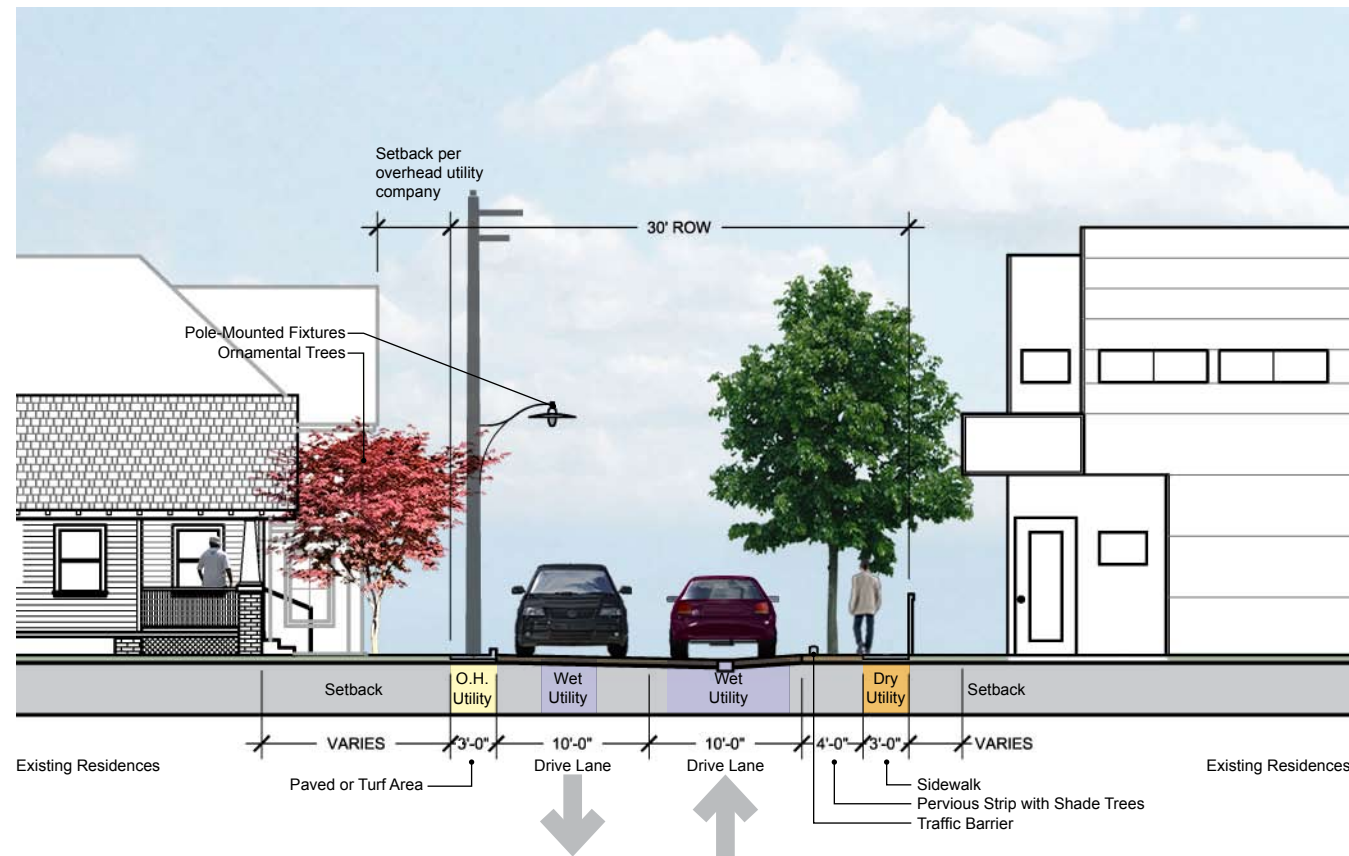 Setback per
overhead utility
company
30' ROW
Pole-Mounted Fixtures
Ornamental Trees
Setback
O.H.
Utility
Wet
Utility
Wet
Utility
Dry
Utility
Setback
VARIES
3'-0"
10'-0"
10'-0"
4'-0"
3'-0"
VARIES
Existing Residences
Drive Lane
Drive Lane
Existing Residences
Paved or Turf Area
Sidewalk
Pervious Strip with Shade Trees
Traffic Barrier